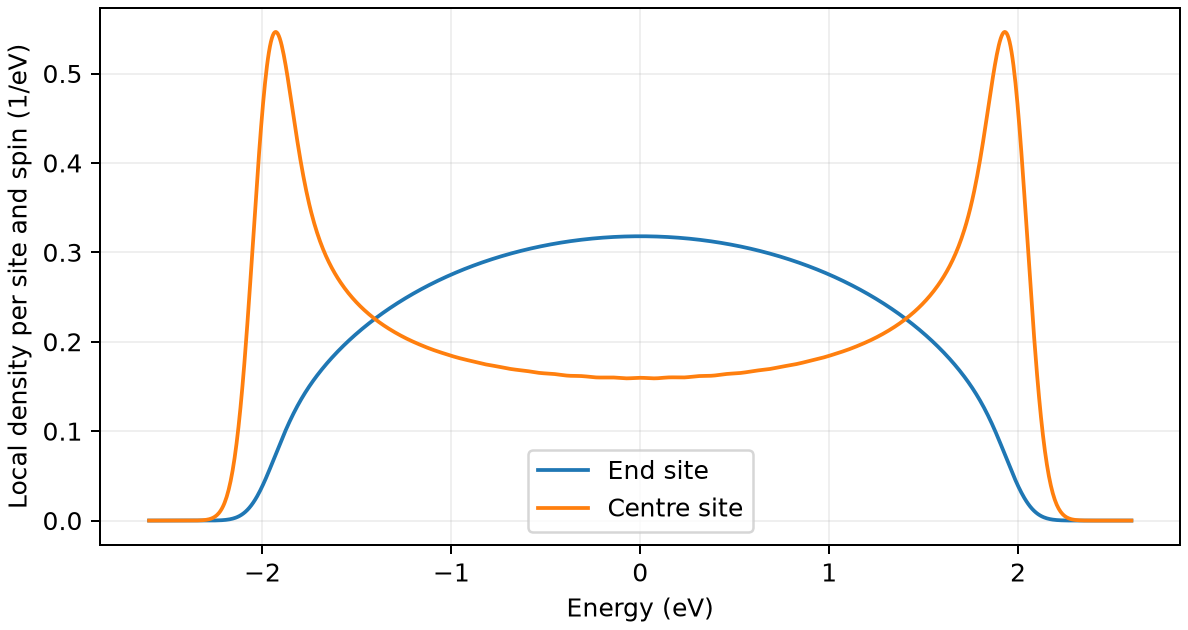 Local density per site and spin (1/eV)
0.5
0.4
0.3
0.2
0.1
0.0
End site
Centre site
−2
−1
0
1
2
Energy (eV)